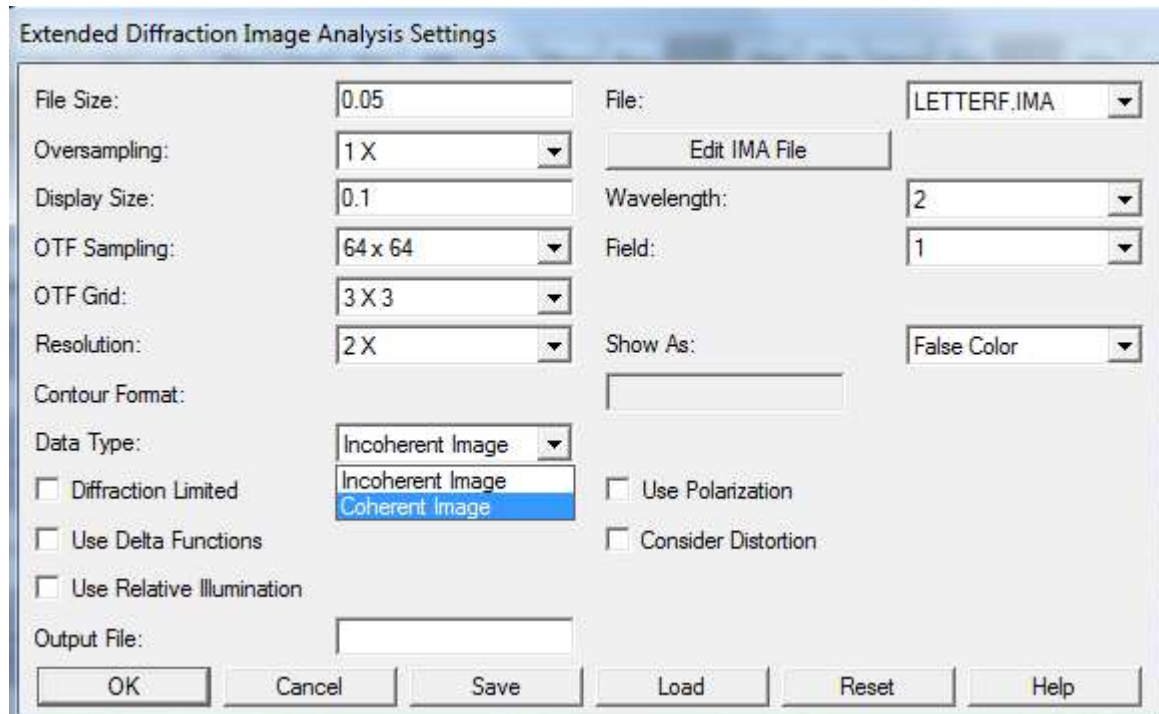 Extended Diffraction Image Analysis Settings
File Size: 0.05 File: LETTERF.IMA
Oversampling: 1 X Edit IMA File
Display Size: 0.1 Wavelength: 2
OTF Sampling: 64 x 64 Field: 1
OTF Grid: 3 X 3
Resolution: 2 X Show As: False Color
Contour Format:
Data Type: Incoherent Image
Incoherent Image
Diffraction Limited Coherent Image Use Polarization
Use Delta Functions Consider Distortion
Use Relative Illumination
Output File:
OK Cancel Save Load Reset Help